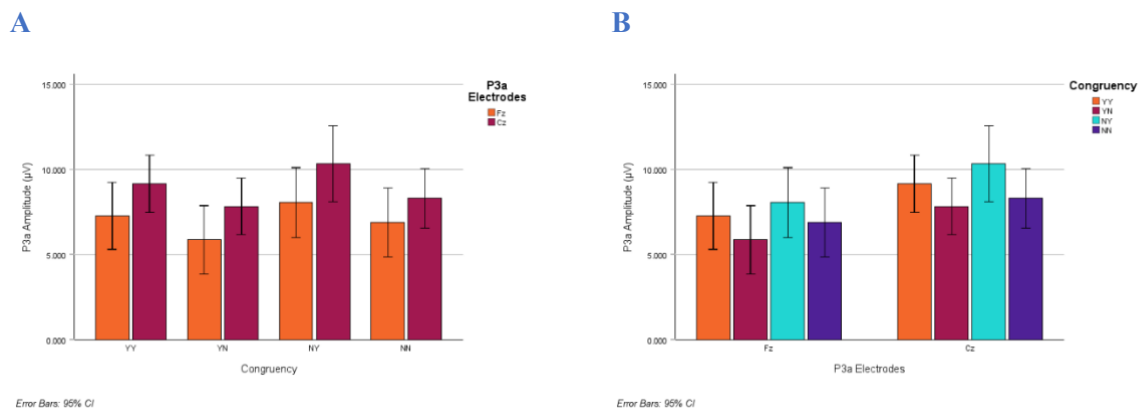 A
P3a Amplitude (μV)
15.000
10.000
5.000
0.000
YY
YN
NY
NN
Congruency
P3a
Electrodes
Fz
Cz
Error Bars: 95% CI
B
P3a Amplitude (μV)
15.000
10.000
5.000
0.000
Fz
Cz
P3a Electrodes
Congruency
YY
YN
NY
NN
Error Bars: 95% CI